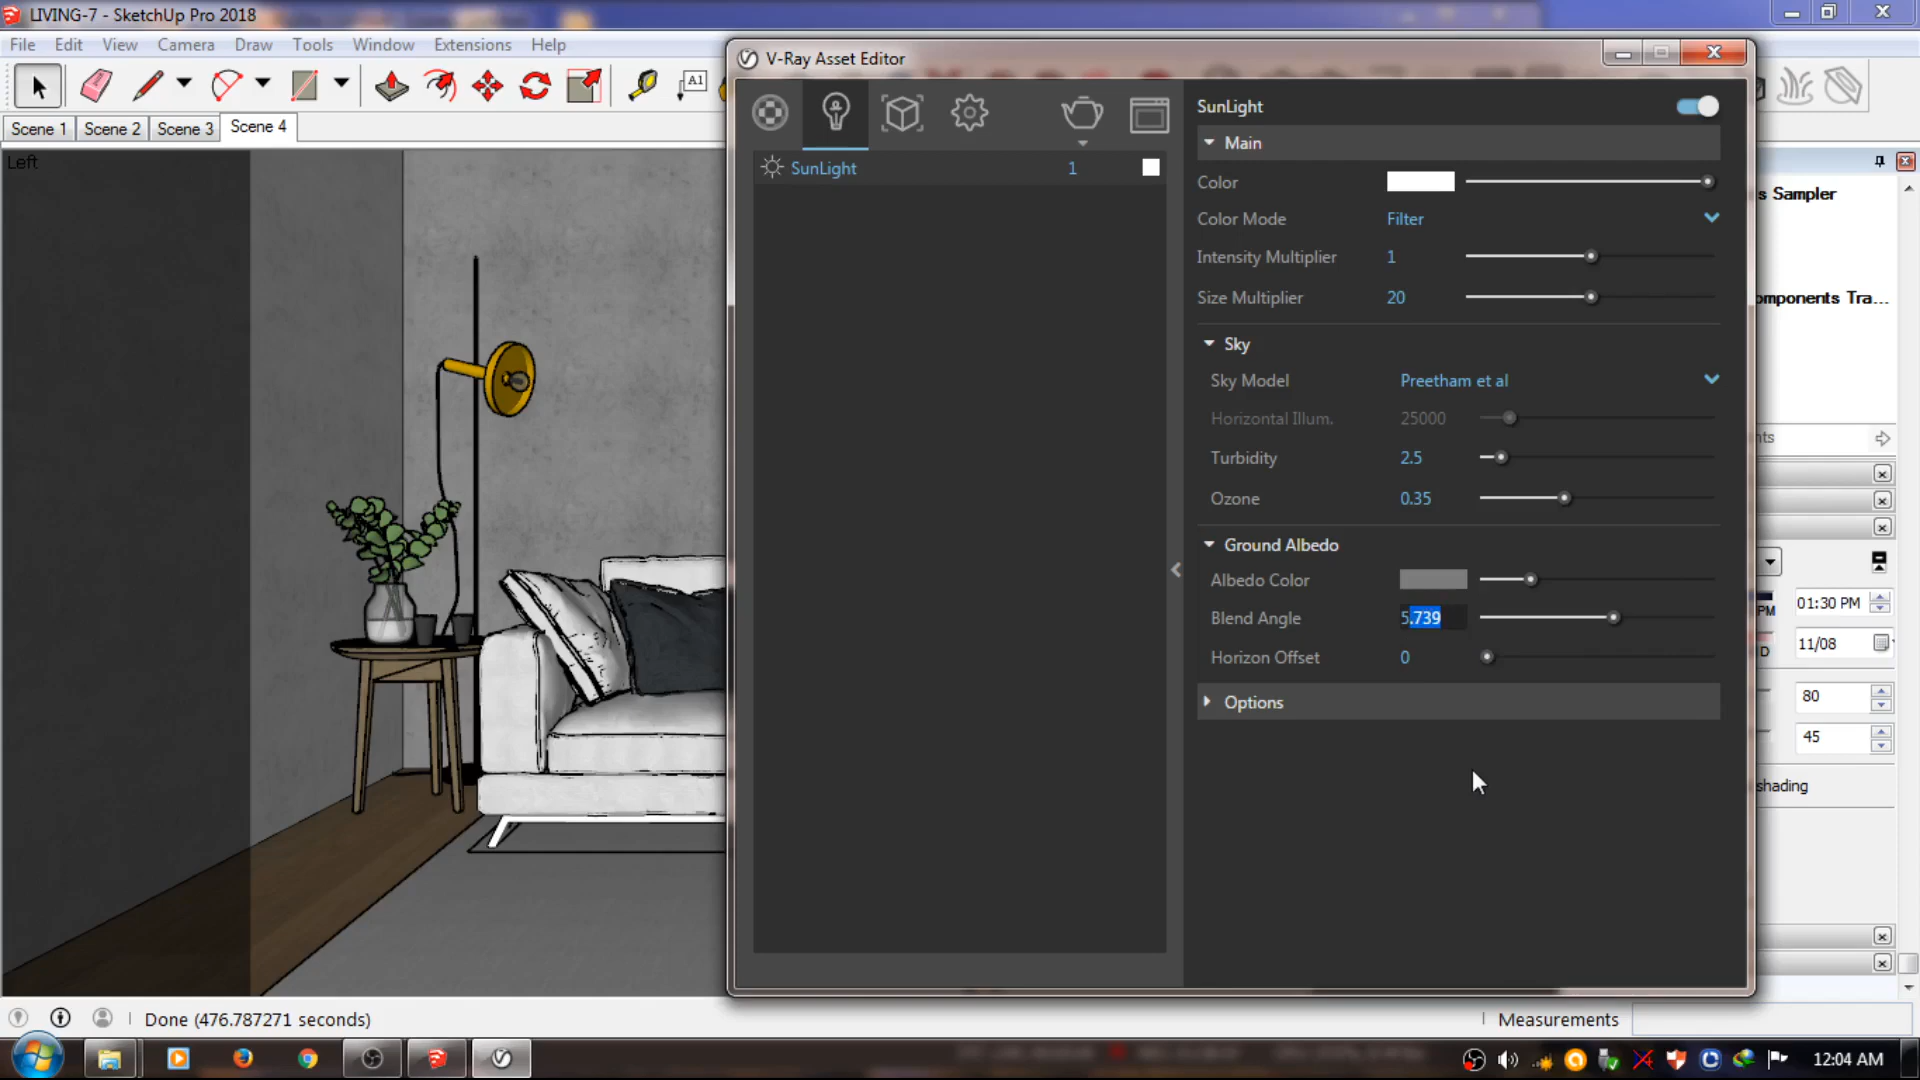 LIVING-7 - SketchUp Pro 2018
File Edit View Camera Draw Tools Window Extensions Help
A1
Scene 1 Scene 2 Scene 3 Scene 4
Left
V-Ray Asset Editor
SunLight 1
SunLight
Main
Color
Color Mode Filter
Intensity Multiplier 1
Size Multiplier 20
Sky
Sky Model Preetham et al
Horizontal Illum. 25000
Turbidity 2.5
Ozone 0.35
Ground Albedo
Albedo Color
Blend Angle 5.739
Horizon Offset 0
Options
s Sampler
omponents Tra...
nts
PM 01:30 PM
D 11/08
80
45
shading
Done (476.787271 seconds)
Measurements
12:04 AM